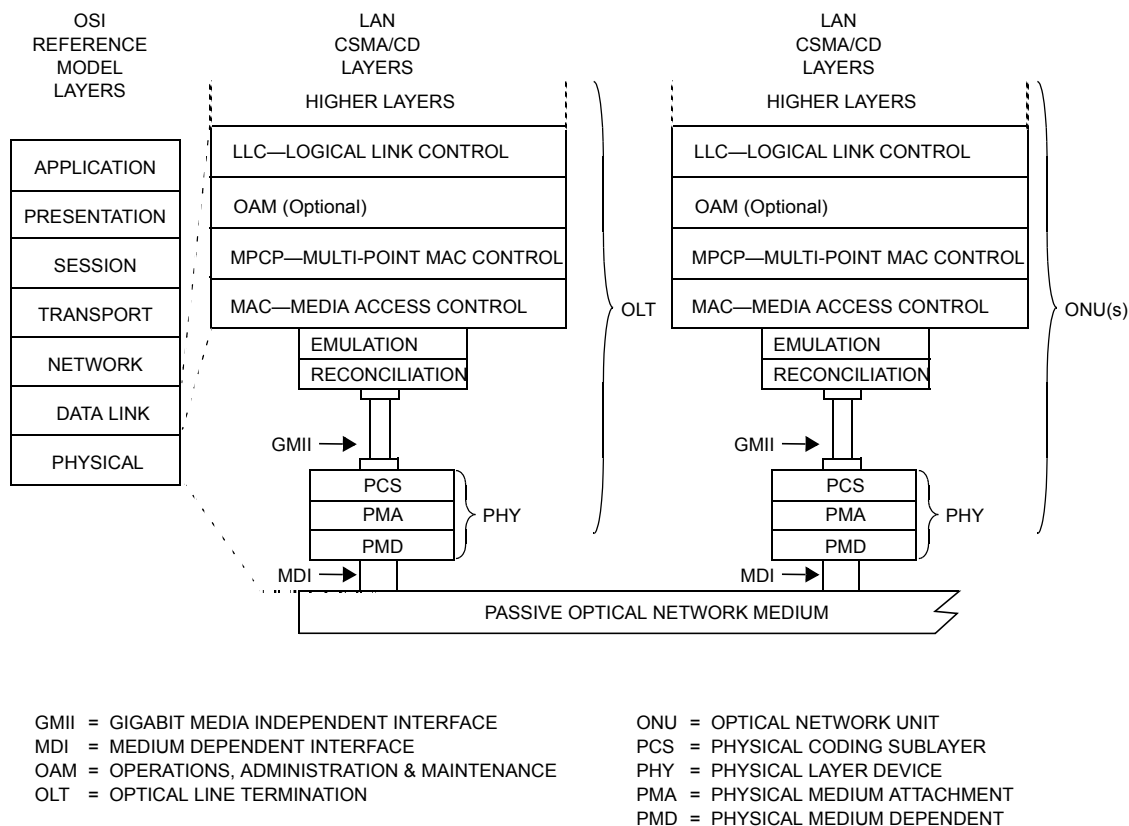 OSI
REFERENCE
MODEL
LAYERS
APPLICATION
PRESENTATION
SESSION
TRANSPORT
NETWORK
DATA LINK
PHYSICAL
LAN
CSMA/CD
LAYERS
HIGHER LAYERS
LLC—LOGICAL LINK CONTROL
OAM (Optional)
MPCP—MULTI-POINT MAC CONTROL
MAC—MEDIA ACCESS CONTROL
EMULATION
RECONCILIATION
GMII
PCS
PMA
PMD
PHY
MDI
OLT
LAN
CSMA/CD
LAYERS
HIGHER LAYERS
LLC—LOGICAL LINK CONTROL
OAM (Optional)
MPCP—MULTI-POINT MAC CONTROL
MAC—MEDIA ACCESS CONTROL
EMULATION
RECONCILIATION
GMII
PCS
PMA
PMD
PHY
MDI
ONU(s)
PASSIVE OPTICAL NETWORK MEDIUM
GMII = GIGABIT MEDIA INDEPENDENT INTERFACE
MDI = MEDIUM DEPENDENT INTERFACE
OAM = OPERATIONS, ADMINISTRATION & MAINTENANCE
OLT = OPTICAL LINE TERMINATION
ONU = OPTICAL NETWORK UNIT
PCS = PHYSICAL CODING SUBLAYER
PHY = PHYSICAL LAYER DEVICE
PMA = PHYSICAL MEDIUM ATTACHMENT
PMD = PHYSICAL MEDIUM DEPENDENT